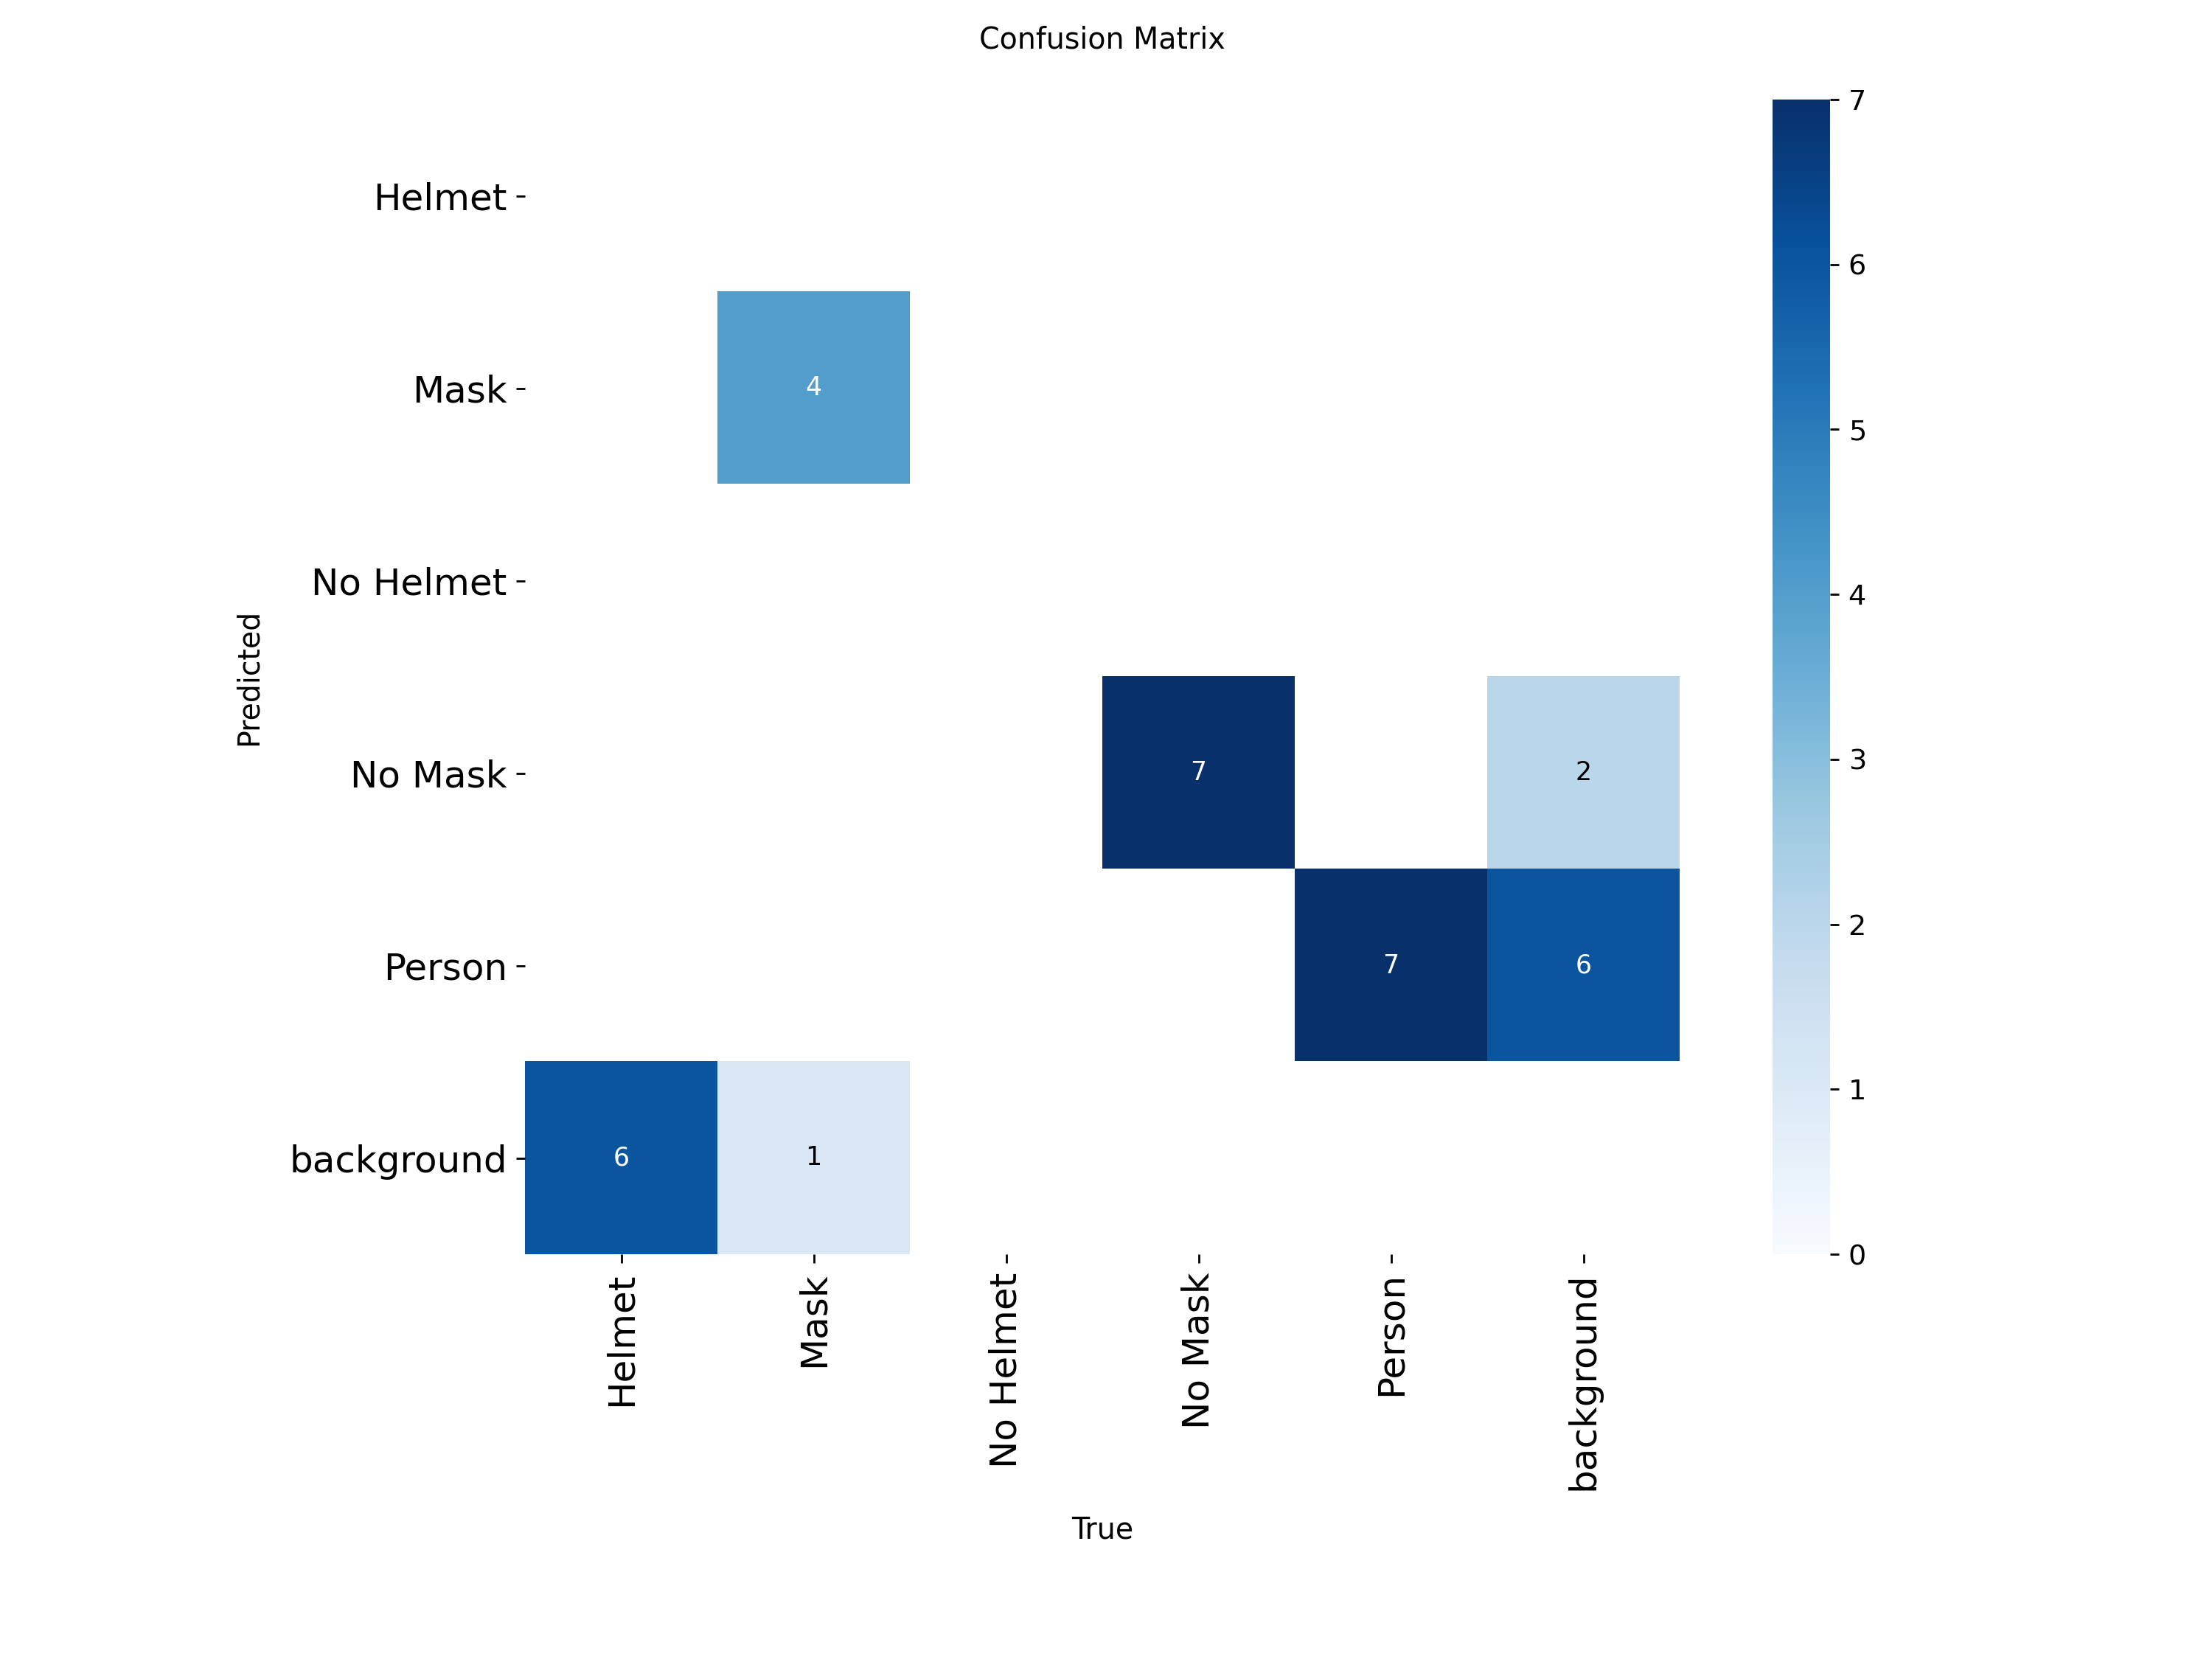 Confusion Matrix
7
Helmet
6
Mask
4
5
No Helmet
4
Predicted
No Mask
7
2
3
Person
7
6
2
background
6
1
1
0
Helmet
Mask
No Helmet
No Mask
Person
background
True